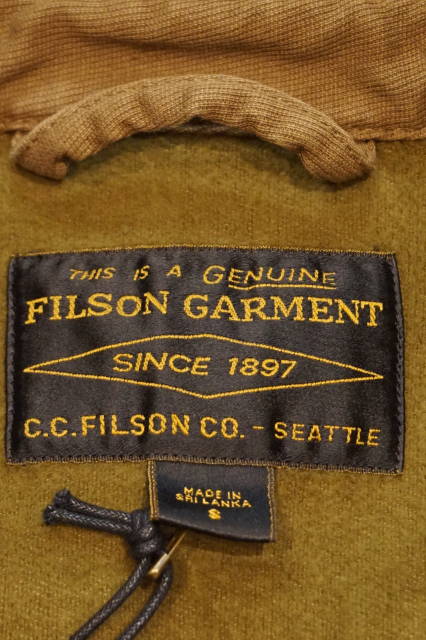 THIS IS A GENUINE
FILSON GARMENT
SINCE 1897
C.C.FILSON CO. - SEATTLE
MADE IN
SRI LANKA
S